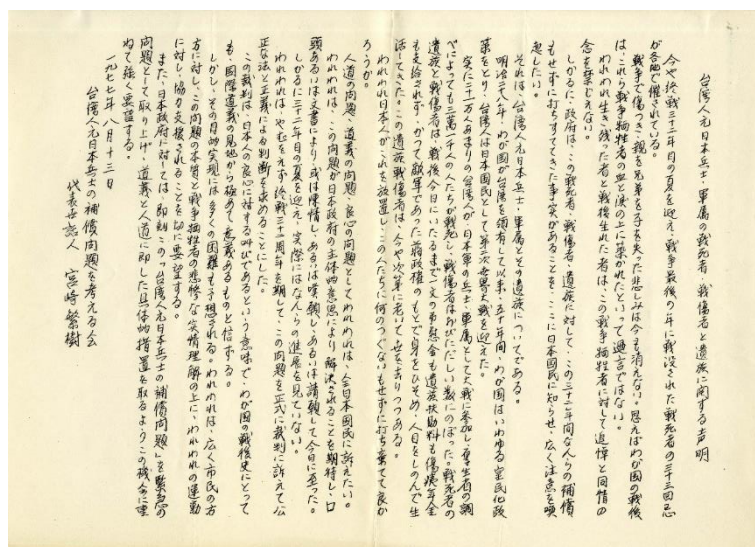 台湾人元日本兵士・軍属の戦死者、戦傷者と遺族に関する声明
今や終戦三十二年目の夏を迎え、戦争最後の年に戦没された戦死者の三十三回忌
が各地で催されている。
戦争で傷つき、親を兄弟を子を失った悲しみは今も消えない。思えばわが国の戦後
は、これら戦争犠牲者の血と涙の上に築かれたといって過言ではない。
われわれ生き残った者と戦後生れた者は、この戦争犠牲者に対して追悼と同情の
念を禁じえない。
しかるに、政府は、この戦死者、戦傷者、遺族に対して、この三十二年間なんらの補償
もせずに打ちすててきた事実があることを、ここに日本国民に知らせ、広く注意を喚
起したい。
それは、台湾人元日本兵士・軍属とその遺族についてである。
明治二十八年、わが国が台湾を領有して以来、五十年間、わが国はいわゆる皇民化政
策をとり、台湾人は日本国民として第二次世界大戦を迎えた。
実に二十一万人あまりの台湾人が、日本軍の兵士・軍属として大戦に参加し、厚生省の調
べによっても三万一千人の人たちが戦死し、戦傷者はおびただしい数にのぼった。戦死者の
遺族と戦傷者は、戦後今日にいたるまで一文の弔慰金も遺族扶助料も傷病年金
も支給されず、かつて敵軍であった蒋政権のもとで身をひそめ、人目をしのんで生
活してきた。この遺族戦傷者は、今や次第に老いて世を去りつつある。
われわれ日本人が、これを放置し、この人たちに何のつぐないもせずに打ち棄てて良か
ろうか。
人道の問題、道義の問題、良心の問題としてわれわれは、全日本国民に訴えたい。
われわれは、この問題が日本政府の主体的意思により解決されることを期待し、口
頭あるいは文書により、或は陳情し、あるいは嘆願し、あるいは請願して今日に至った。
しかるに三十二年目の夏を迎え、実際にはなんらの進展を見ていない。
われわれは、やむをえず終戦三十二周年を期して、この問題を正式に裁判に訴えて公
正な法と正義による判断を求めることにした。
この裁判は、日本人の良心に対する叫びであるという意味で、わが国の戦後史にとって
も、国際道義の見地から極めて意義あるものと信ずる。
しかし、その目的実現には多くの困難も予想される。われわれは、広く市民の方
方に対し、この問題の本質と戦争犠牲者の悲惨な実情理解の上に、われわれの運動
に対し、協力支援されることを切に要望する。
また、日本政府に対しては、即刻この「台湾人元日本兵士の補償問題」を緊急の
問題として取り上げ、道義と人道に即した具体的措置を取るようこの機会に重
ねて強く要望する。
一九七七年八月十三日
台湾人元日本兵士の補償問題を考える会
代表世話人 宮崎繁樹